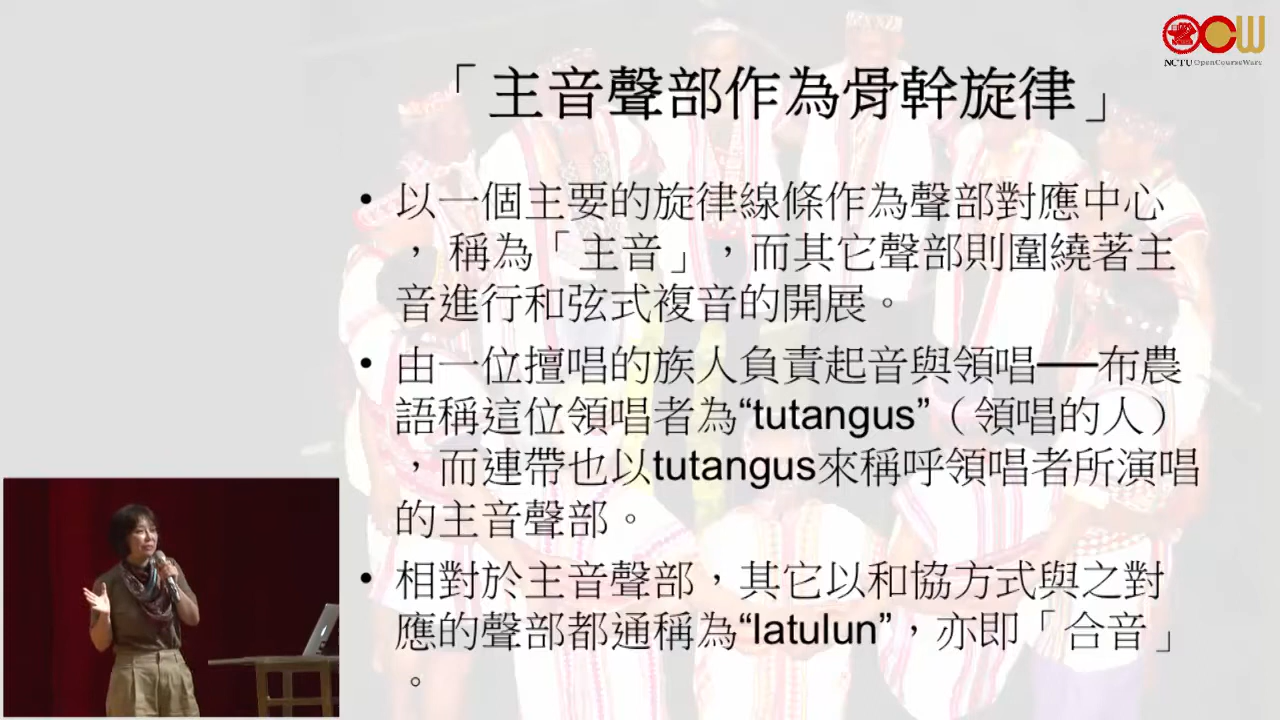 NCTU OpenCourseWare
「主音聲部作為骨幹旋律」
• 以一個主要的旋律線條作為聲部對應中心
，稱為「主音」，而其它聲部則圍繞著主
音進行和弦式複音的開展。
• 由一位擅唱的族人負責起音與領唱──布農
語稱這位領唱者為“tutangus”（領唱的人）
，而連帶也以tutangus來稱呼領唱者所演唱
的主音聲部。
• 相對於主音聲部，其它以和協方式與之對
應的聲部都通稱為“latulun”，亦即「合音」
。